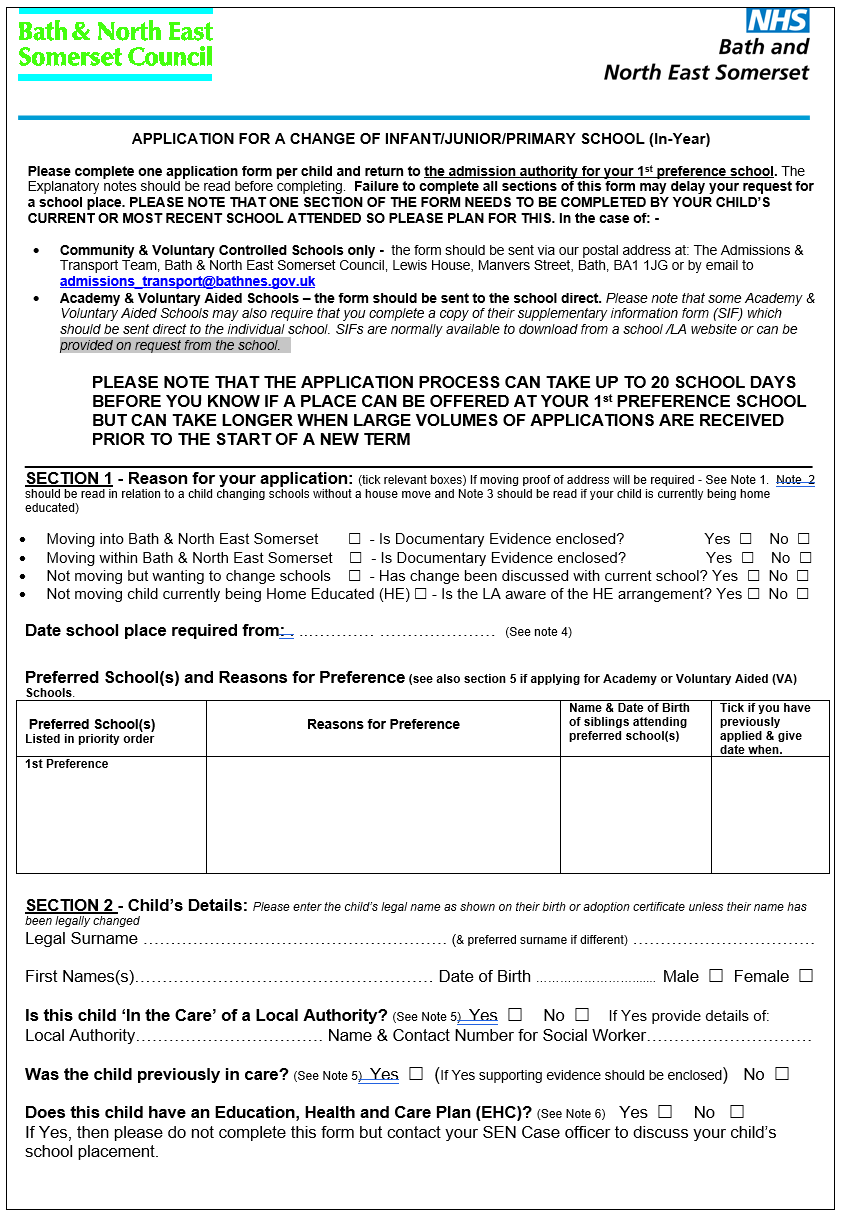 Bath & North East
Somerset Council
NHS
Bath and
North East Somerset
APPLICATION FOR A CHANGE OF INFANT/JUNIOR/PRIMARY SCHOOL (In-Year)
Please complete one application form per child and return to the admission authority for your 1st preference school. The
Explanatory notes should be read before completing. Failure to complete all sections of this form may delay your request for
a school place. PLEASE NOTE THAT ONE SECTION OF THE FORM NEEDS TO BE COMPLETED BY YOUR CHILD'S
CURRENT OR MOST RECENT SCHOOL ATTENDED SO PLEASE PLAN FOR THIS. In the case of: -
• Community & Voluntary Controlled Schools only - the form should be sent via our postal address at: The Admissions &
Transport Team, Bath & North East Somerset Council, Lewis House, Manvers Street, Bath, BA1 1JG or by email to
admissions_transport@bathnes.gov.uk
• Academy & Voluntary Aided Schools – the form should be sent to the school direct. Please note that some Academy &
Voluntary Aided Schools may also require that you complete a copy of their supplementary information form (SIF) which
should be sent direct to the individual school. SIFs are normally available to download from a school /LA website or can be
provided on request from the school.
PLEASE NOTE THAT THE APPLICATION PROCESS CAN TAKE UP TO 20 SCHOOL DAYS
BEFORE YOU KNOW IF A PLACE CAN BE OFFERED AT YOUR 1st PREFERENCE SCHOOL
BUT CAN TAKE LONGER WHEN LARGE VOLUMES OF APPLICATIONS ARE RECEIVED
PRIOR TO THE START OF A NEW TERM
SECTION 1 - Reason for your application: (tick relevant boxes) If moving proof of address will be required - See Note 1. Note 2
should be read in relation to a child changing schools without a house move and Note 3 should be read if your child is currently being home
educated)
• Moving into Bath & North East Somerset ☐ - Is Documentary Evidence enclosed? Yes ☐ No ☐
• Moving within Bath & North East Somerset ☐ - Is Documentary Evidence enclosed? Yes ☐ No ☐
• Not moving but wanting to change schools ☐ - Has change been discussed with current school? Yes ☐ No ☐
• Not moving child currently being Home Educated (HE) ☐ - Is the LA aware of the HE arrangement? Yes ☐ No ☐
Date school place required from: ………….. ………………… (See note 4)
Preferred School(s) and Reasons for Preference (see also section 5 if applying for Academy or Voluntary Aided (VA)
Schools.
Preferred School(s)
Listed in priority order
Reasons for Preference
Name & Date of Birth
of siblings attending
preferred school(s)
Tick if you have
previously
applied & give
date when.
1st Preference
SECTION 2 - Child's Details: Please enter the child's legal name as shown on their birth or adoption certificate unless their name has
been legally changed
Legal Surname ……………………………………………… (& preferred surname if different) ……………………………
First Names(s)……………………………………………… Date of Birth ……………………….... Male ☐ Female ☐
Is this child 'In the Care' of a Local Authority? (See Note 5) Yes ☐ No ☐ If Yes provide details of:
Local Authority……………………………. Name & Contact Number for Social Worker…………………………
Was the child previously in care? (See Note 5) Yes ☐ (If Yes supporting evidence should be enclosed) No ☐
Does this child have an Education, Health and Care Plan (EHC)? (See Note 6) Yes ☐ No ☐
If Yes, then please do not complete this form but contact your SEN Case officer to discuss your child's
school placement.